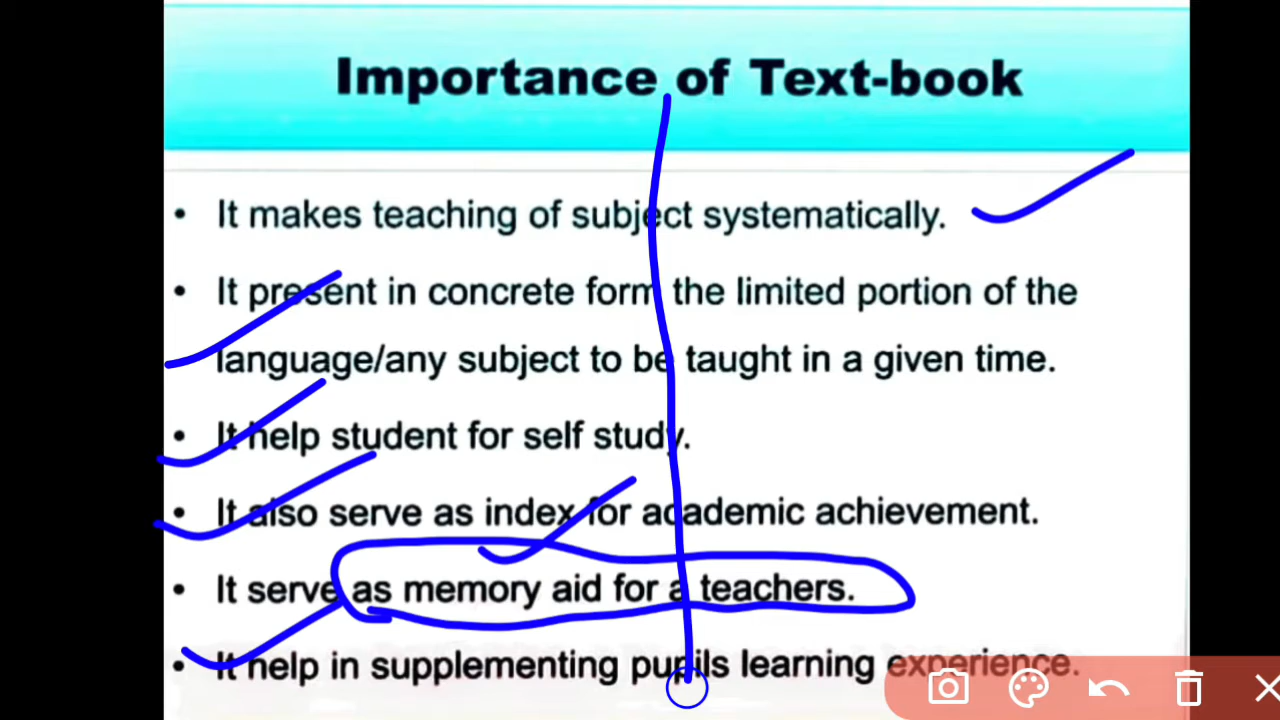 Importance of Text-book
• It makes teaching of subject systematically.
• It present in concrete form the limited portion of the
language/any subject to be taught in a given time.
• It help student for self study.
• It also serve as index for academic achievement.
• It serve as memory aid for a teachers.
• It help in supplementing pupils learning experience.